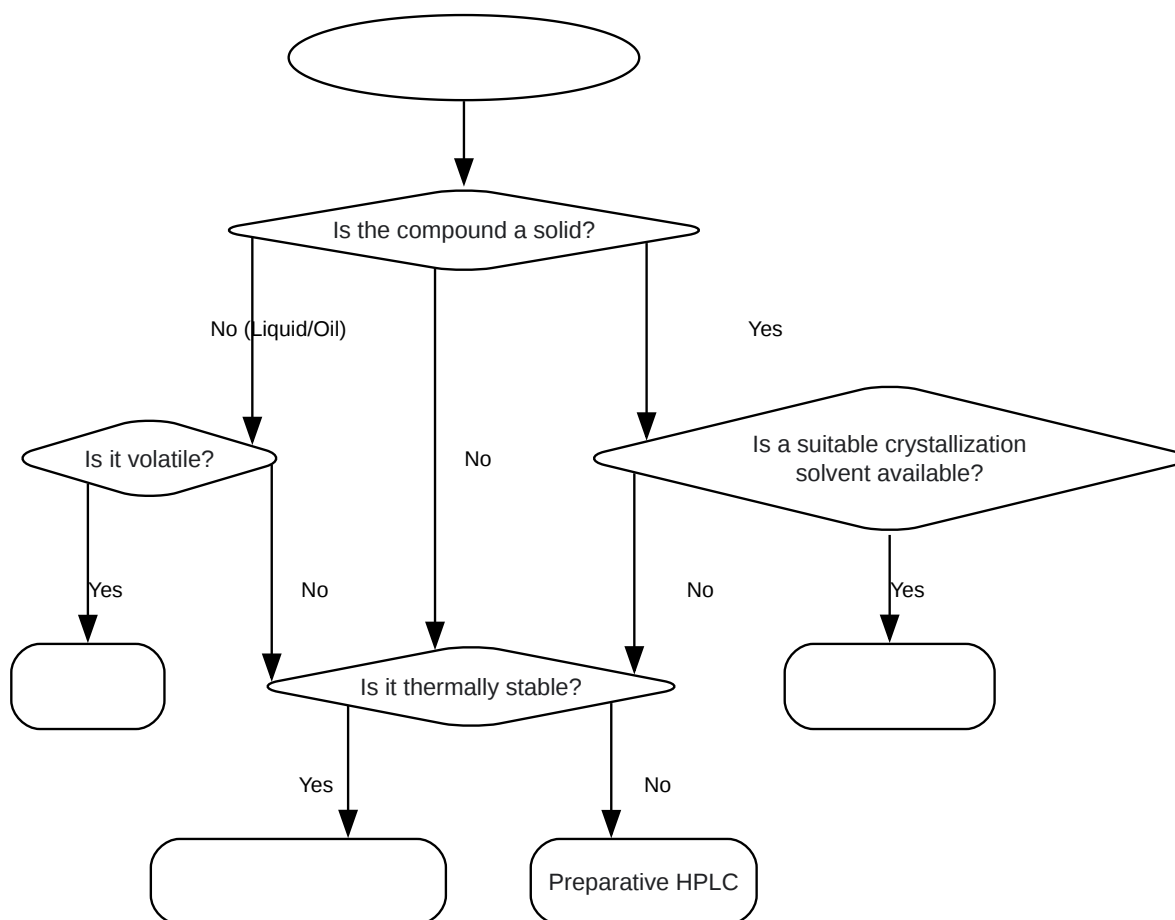 Is the compound a solid?
No (Liquid/Oil)
Yes
Is it volatile?
No
Is a suitable crystallization
solvent available?
Yes
No
No
Yes
Is it thermally stable?
Yes
No
Preparative HPLC